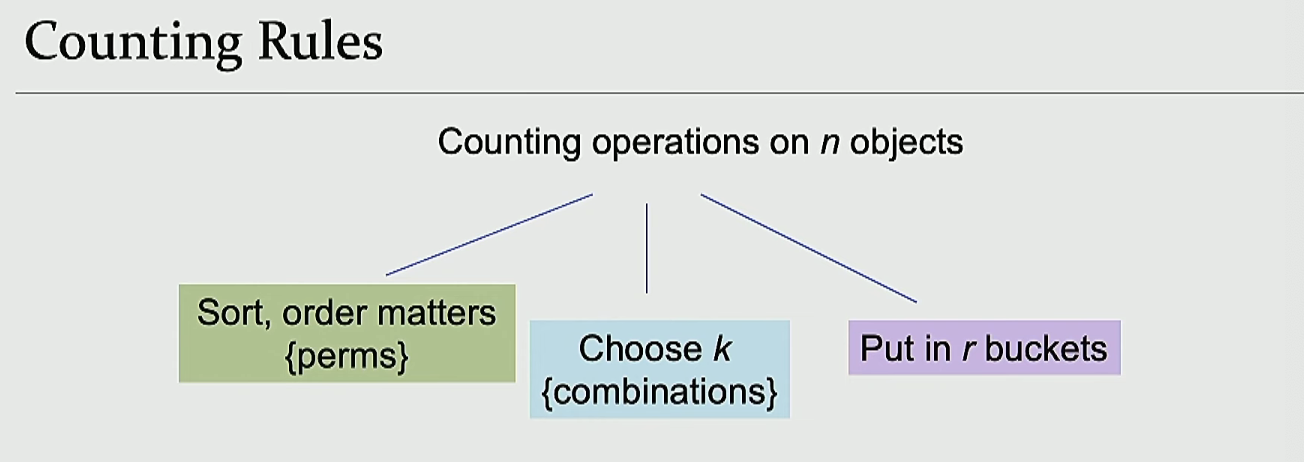 Counting Rules
Counting operations on n objects
Sort, order matters
{perms}
Choose k
{combinations}
Put in r buckets